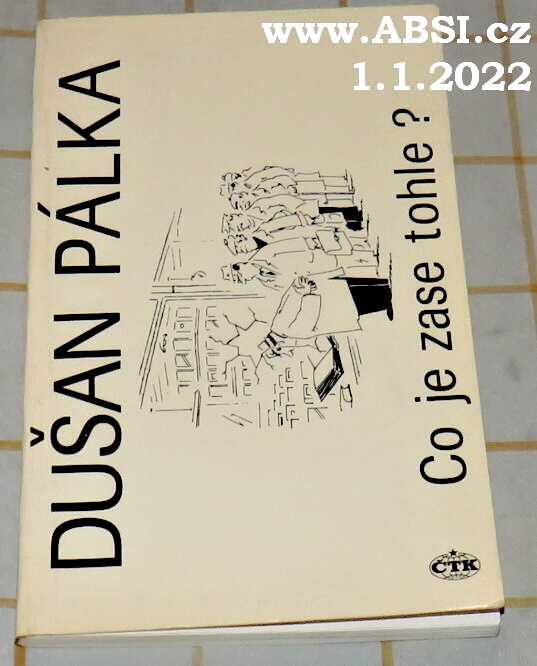 www.ABSI.cz
1.1.2022
DUŠAN PÁLKA
Co je zase tohle ?
ČTK